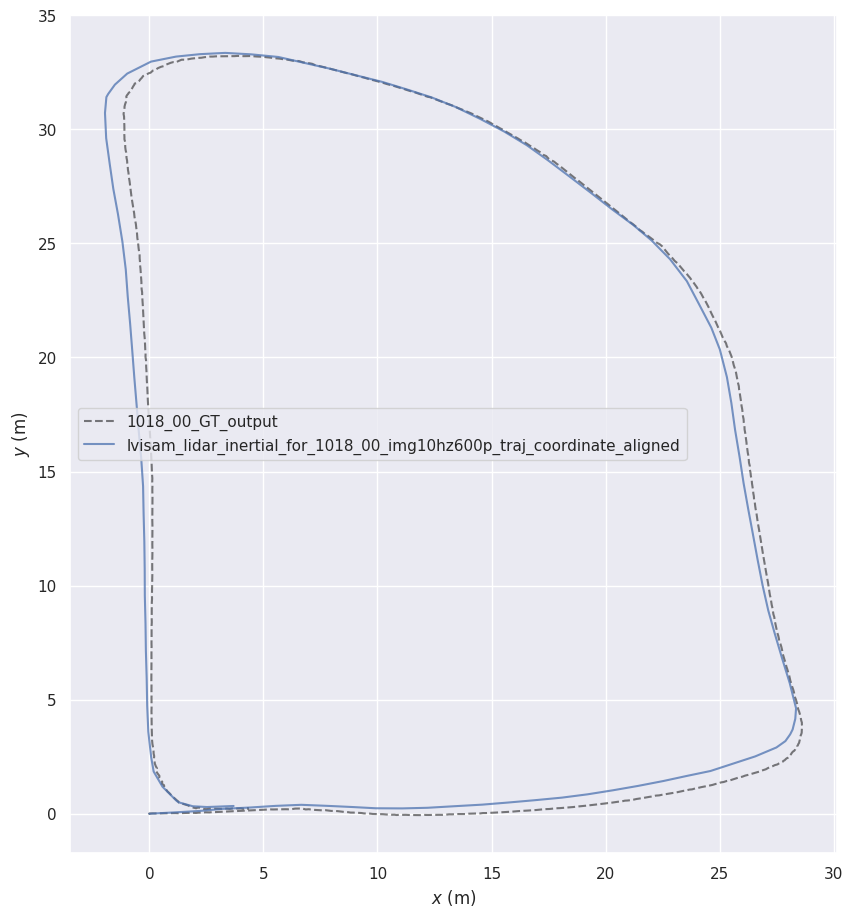 35
30
25
20
1018_00_GT_output
lvisam_lidar_inertial_for_1018_00_img10hz600p_traj_coordinate_aligned
y (m)
15
10
5
0
0 5 10 15 20 25 30
x (m)